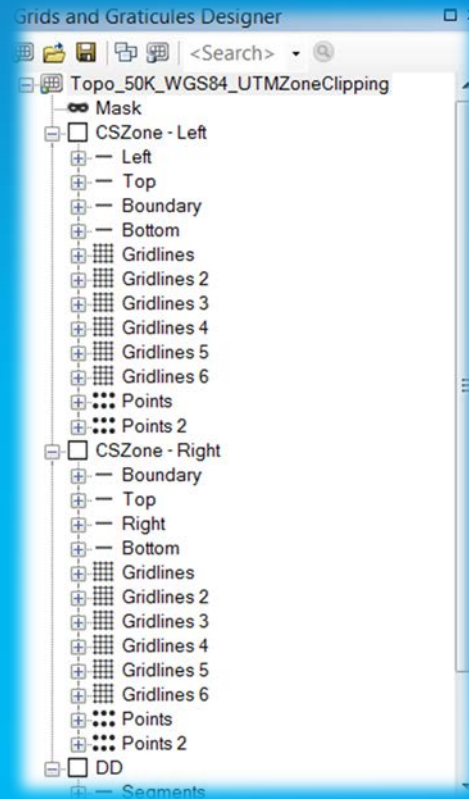 Grids and Graticules Designer
<Search>
Topo_50K_WGS84_UTMZoneClipping
Mask
CSZone - Left
Left
Top
Boundary
Bottom
Gridlines
Gridlines 2
Gridlines 3
Gridlines 4
Gridlines 5
Gridlines 6
Points
Points 2
CSZone - Right
Boundary
Top
Right
Bottom
Gridlines
Gridlines 2
Gridlines 3
Gridlines 4
Gridlines 5
Gridlines 6
Points
Points 2
DD
Segments